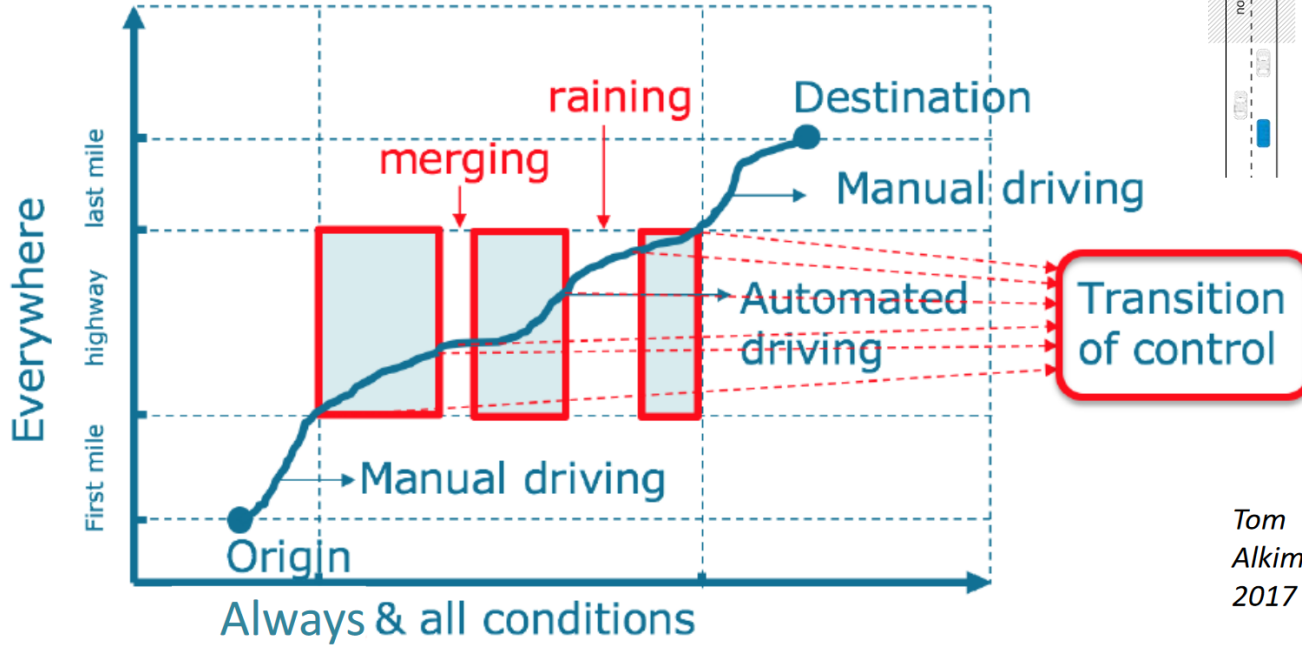 raining
Destination
merging
Manual driving
Everywhere
last mile
highway
First mile
Automated
driving
Transition
of control
Manual driving
Origin
Always & all conditions
Tom
Alkim
2017